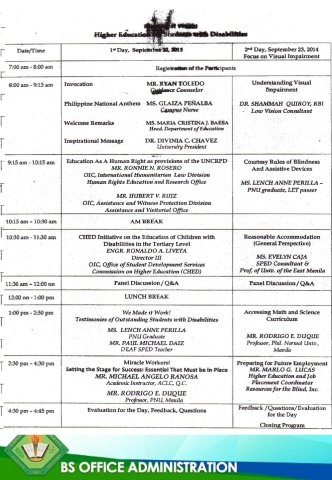 Higher Education Students with Disabilities
Date/Time
1st Day, September 22, 2015
2nd Day, September 23, 2014
Focus on Visual Impairment
7:00 am - 8:00 am
Registration of the Participants
8:00 am - 9:15 am
Invocation
MR. RYAN TOLEDO
Guidance Counselor
Philippine National Anthem
MS. GLAIZA PEÑALBA
Campus Nurse
Welcome Remarks
MS. MARIA CRISTINA J. BAESA
Head, Department of Education
Inspirational Message
DR. DIVINIA C. CHAVEZ
University President
Understanding Visual
Impairment
DR. SHAMMAH QUIROY, RBI
- Low Vision Consultant
9:15 am - 10:15 am
Education As A Human Right as provisions of the UNCRPD
MR. RONNIE N. ROSERO
OIC, International Humanitarian Law Division
Human Rights Education and Research Office
MR. HUBERT V. RUIZ
OIC, Assistance and Witness Protection Division
Assistance and Visitorial Office
Courtesy Rules of Blindness
And Assistive Devices
MS. LENCH ANNE PERILLA –
PNU graduate, LET passer
10:15 am – 10:30 am
AM BREAK
10:30 am - 11:30 am
CHED Initiative on the Education of Children with
Disabilities in the Tertiary Level
ENGR. RONALDO A. LIVETA
Director III
OIC, Office of Student Development Services
Commission on Higher Education (CHED)
Reasonable Accommodation
(General Perspective)
MS. EVELYN CAJA
SPED Consultant &
Prof. of Univ. of the East Manila
11:30 am – 12:00 nn
Panel Discussion / Q&A
Panel Discussion / Q&A
12:00 nn - 1:00 pm
LUNCH BREAK
1:00 pm – 2:30 pm
We Made it Work!
Testimonies of Outstanding Students with Disabilities
MS. LENCH ANNE PERILLA
PNU Graduate
MR. PAUL MICHAEL DAIZ
DEAF SPED Teacher
Accessing Math and Science
Curriculum
MR. RODRIGO E. DUQUE
Professor, Phil. Normal Univ.,
Manila
2:30 pm – 4:30 pm
Miracle Workers!
Setting the Stage for Success: Essential That Must be in Place
MR. MICHAEL ANGELO RANOSA
Academic Instructor, ACLC, Q.C.
MR. RODRIGO E. DUQUE
Professor, PNU Manila
Preparing for Future Employment
MR. MARLO G. LUCAS
Higher Education and Job
Placement Coordinator
Resources for the Blind, Inc.
4:30 pm – 4:45 pm
Evaluation for the Day, Feedback, Questions
Feedback /Questions/ Evaluation
for the Day
Closing Program
BS OFFICE ADMINISTRATION